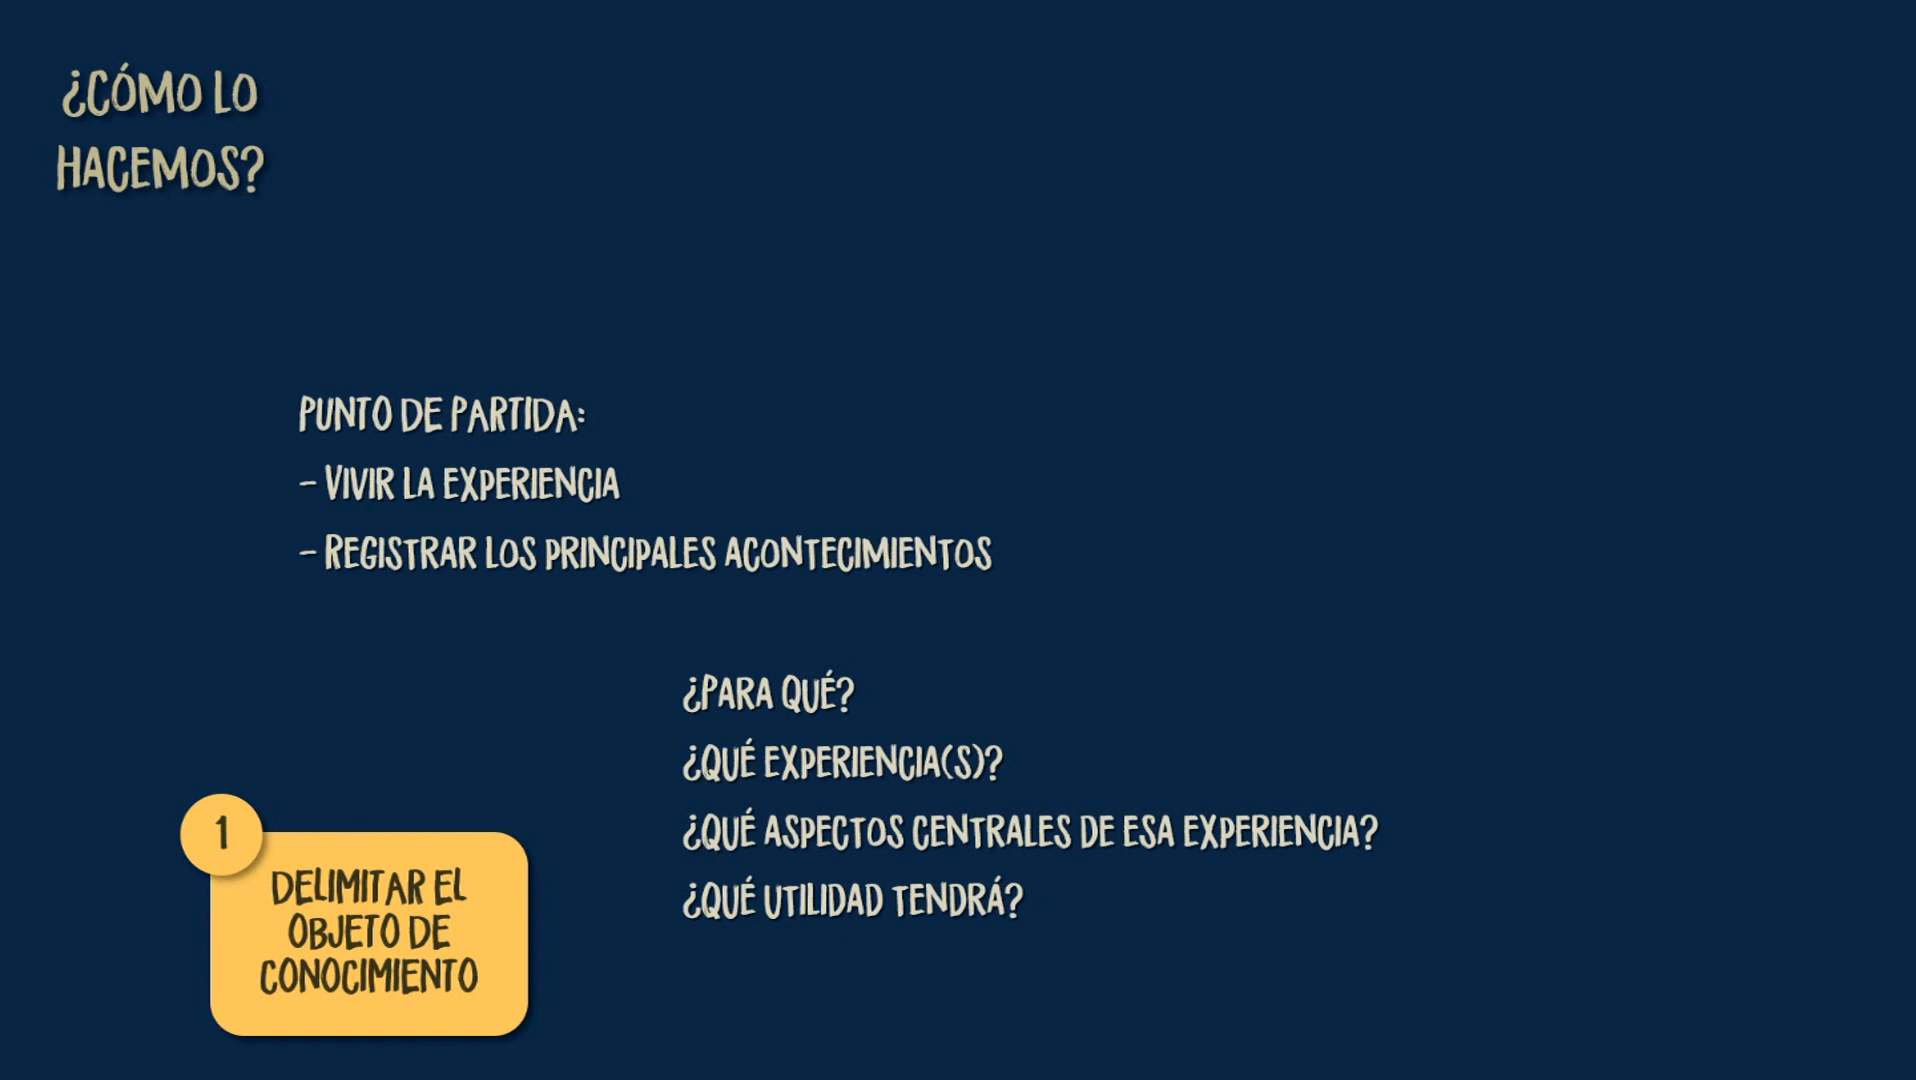 ¿CÓMO LO
HACEMOS?
PUNTO DE PARTIDA:
- VIVIR LA EXPERIENCIA
- REGISTRAR LOS PRINCIPALES ACONTECIMIENTOS
¿PARA QUÉ?
¿QUÉ EXPERIENCIA(S)?
¿QUÉ ASPECTOS CENTRALES DE ESA EXPERIENCIA?
¿QUÉ UTILIDAD TENDRÁ?
1
DELIMITAR EL
OBJETO DE
CONOCIMIENTO